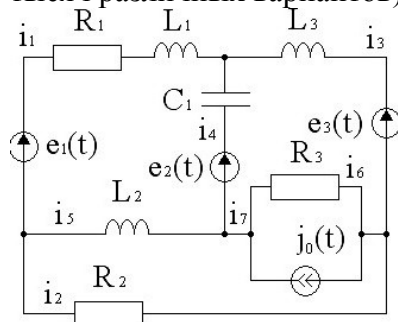 R₁ L₁ L₃
i₁ i₃
C₁
i₄ e₃(t)
e₁(t) e₂(t) R₃
L₂ i₆
i₅ i₇ j₀(t)
i₂ R₂